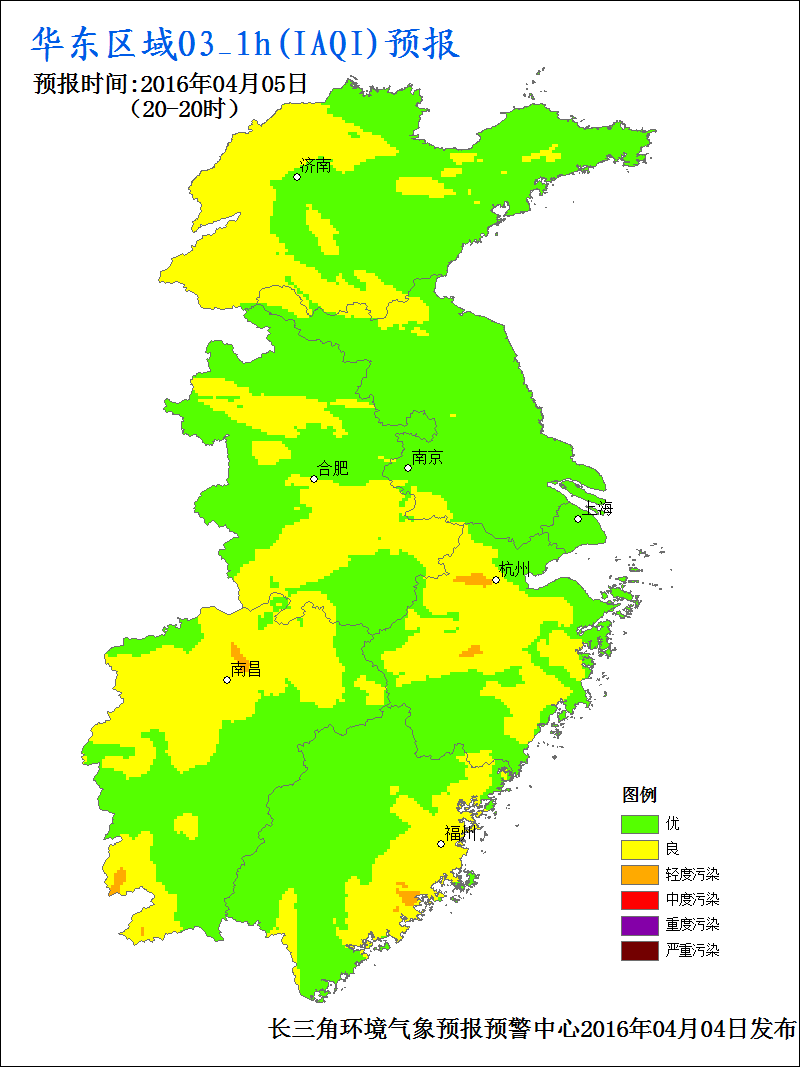 华东区域O3_1h(IAQI)预报
预报时间:2016年04月05日
（20-20时）
济南
南京
合肥
上海
杭州
南昌
福州
图例
优
良
轻度污染
中度污染
重度污染
严重污染
长三角环境气象预报预警中心2016年04月04日发布